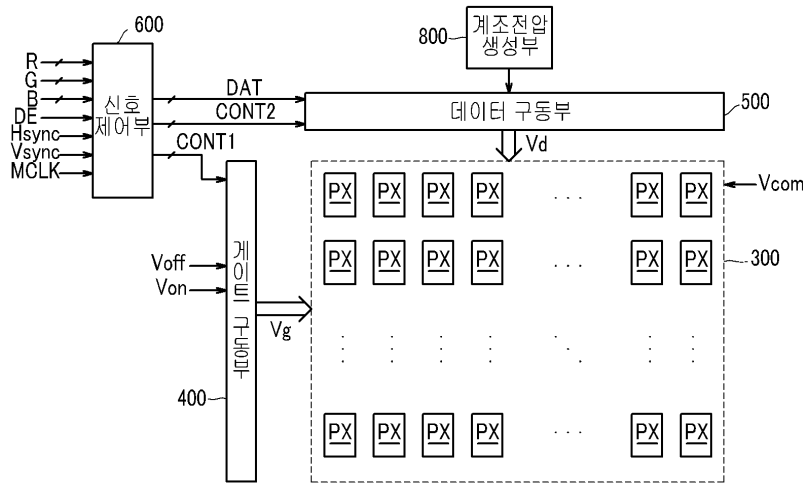 600
800
계조전압
생성부
R
G
B
DE
Hsync
Vsync
MCLK
신호
제어부
DAT
CONT2
CONT1
데이터 구동부
500
Vd
Vcom
PX PX PX PX ... PX PX
PX PX PX PX ... PX PX
300
Voff
Von
게이트 구동부
Vg
400
PX PX PX PX ... PX PX